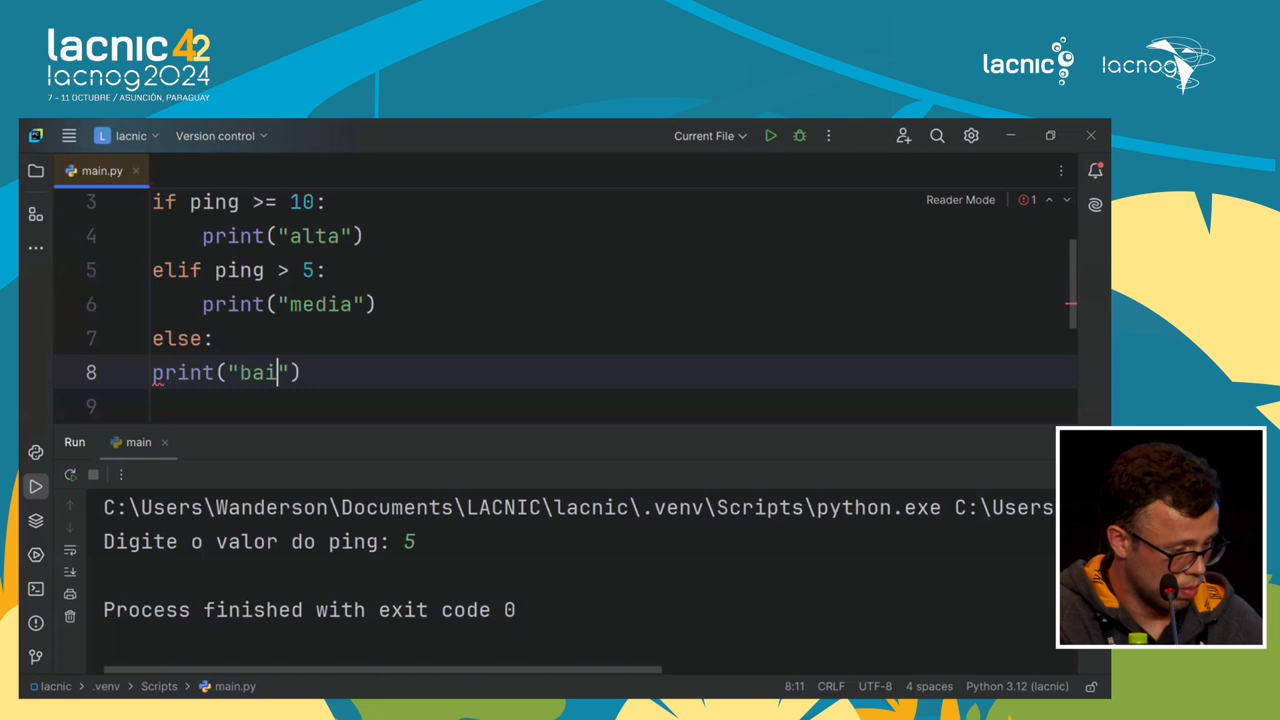 lacnic 42
lacnog 2024
7 - 11 OCTUBRE / ASUNCIÓN, PARAGUAY
lacnic
lacnog
L lacnic
Version control
Current File
main.py
3 if ping >= 10:
Reader Mode
1
4 print("alta")
5 elif ping > 5:
6 print("media")
7 else:
8 print("bai")
9
Run
main
C:\Users\Wanderson\Documents\LACNIC\lacnic\.venv\Scripts\python.exe C:\Users
Digite o valor do ping: 5
Process finished with exit code 0
lacnic > .venv > Scripts > main.py
8:11 CRLF UTF-8 4 spaces Python 3.12 (lacnic)